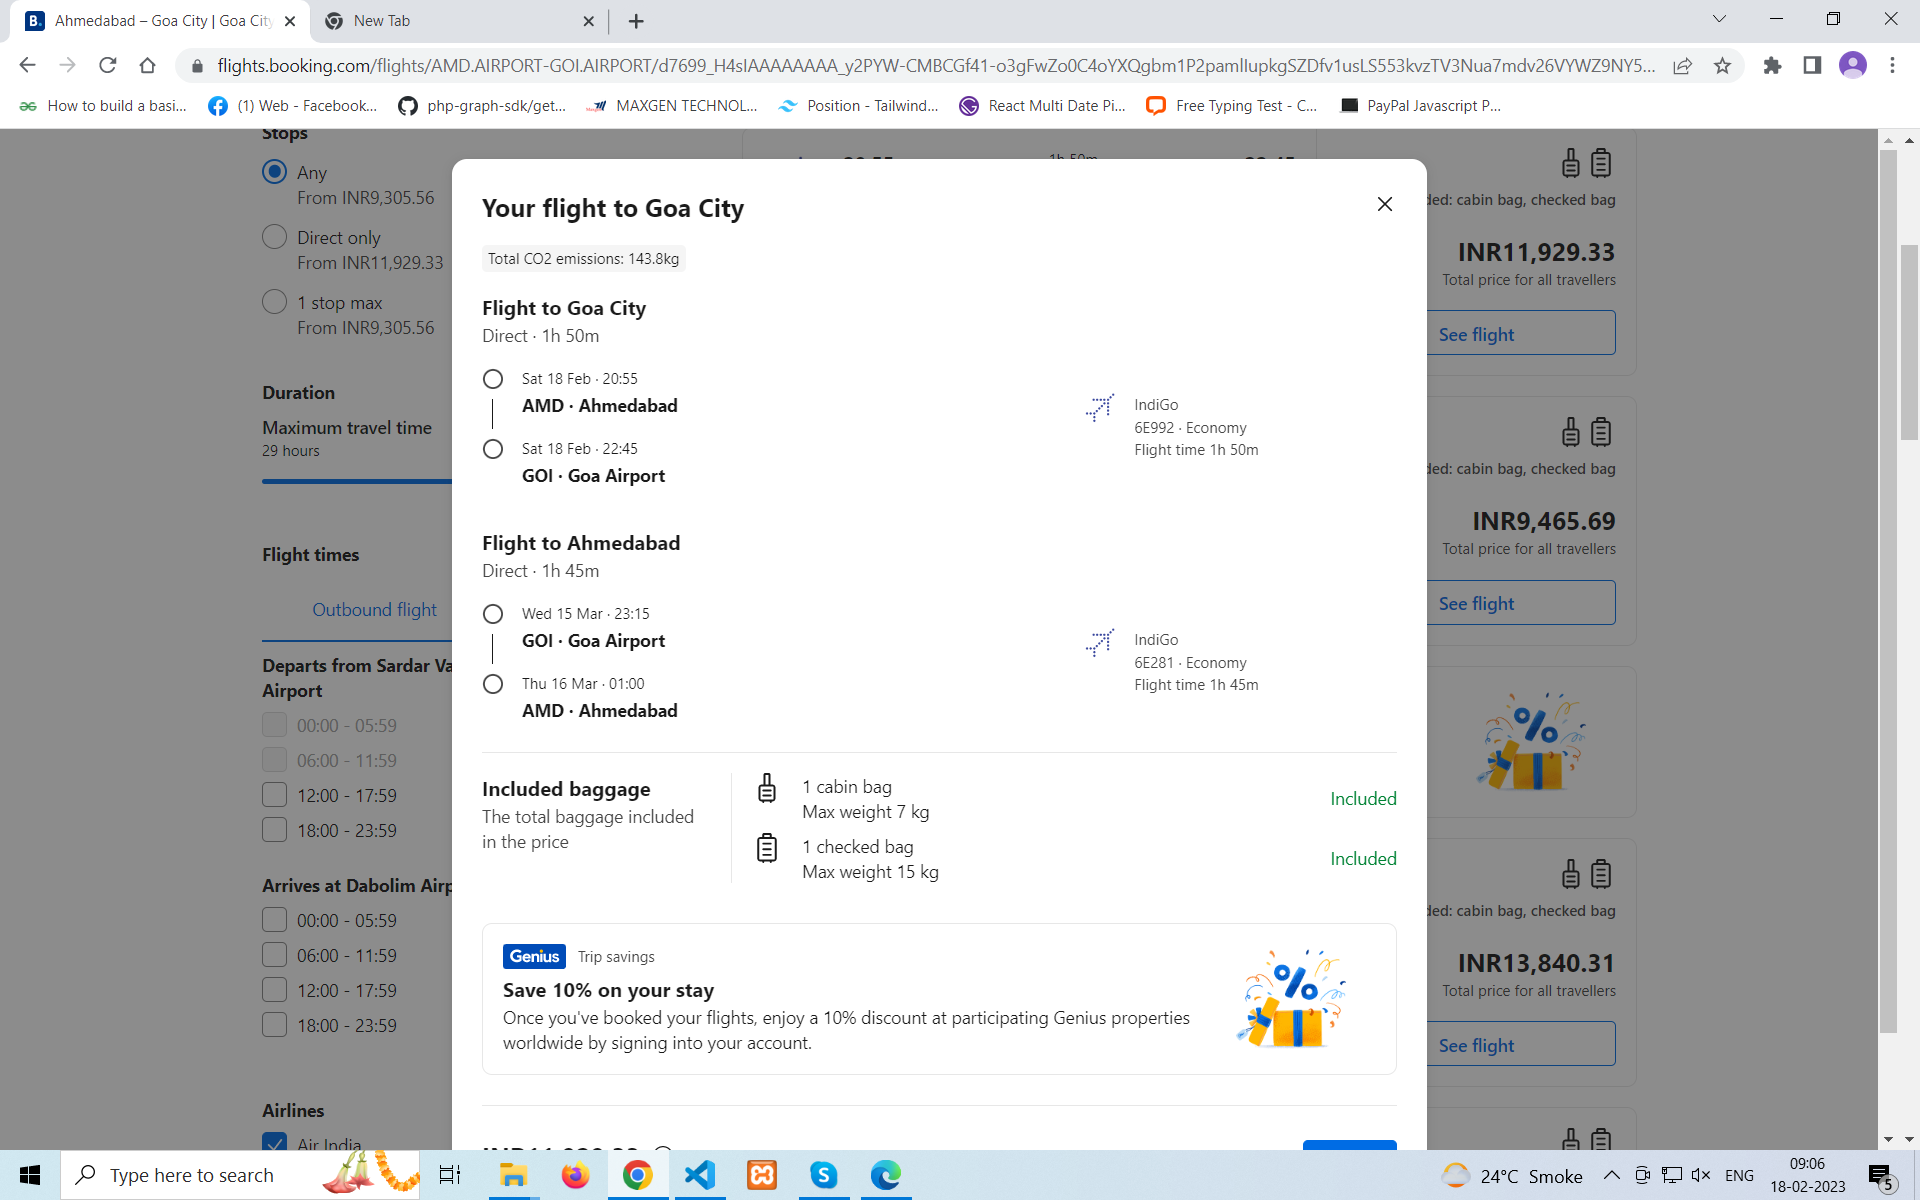 Ahmedabad – Goa City | Goa City
New Tab
flights.booking.com/flights/AMD.AIRPORT-GOI.AIRPORT/d7699_H4sIAAAAAAAA_y2PYW-CMBCGf41-o3gFwZo0C4oYXQgbm1P2pamlIupkgSZDfv1usLS553kvzTV3Nua7mdv26VYWZ9NY5...
How to build a basi...
(1) Web - Facebook...
php-graph-sdk/get...
MAXGEN TECHNOL...
Position - Tailwind...
React Multi Date Pi...
Free Typing Test - C...
PayPal Javascript P...
Stops
Any
From INR9,305.56
Direct only
From INR11,929.33
1 stop max
From INR9,305.56
Duration
Maximum travel time
29 hours
Flight times
Outbound flight
Departs from Sardar Va
Airport
00:00 - 05:59
06:00 - 11:59
12:00 - 17:59
18:00 - 23:59
Arrives at Dabolim Airp
00:00 - 05:59
06:00 - 11:59
12:00 - 17:59
18:00 - 23:59
Airlines
Air India
Your flight to Goa City
Total CO2 emissions: 143.8kg
Flight to Goa City
Direct · 1h 50m
Sat 18 Feb · 20:55
AMD · Ahmedabad
Sat 18 Feb · 22:45
GOI · Goa Airport
IndiGo
6E992 · Economy
Flight time 1h 50m
Flight to Ahmedabad
Direct · 1h 45m
Wed 15 Mar · 23:15
GOI · Goa Airport
Thu 16 Mar · 01:00
AMD · Ahmedabad
IndiGo
6E281 · Economy
Flight time 1h 45m
Included baggage
The total baggage included
in the price
1 cabin bag
Max weight 7 kg
Included
1 checked bag
Max weight 15 kg
Included
Genius Trip savings
Save 10% on your stay
Once you've booked your flights, enjoy a 10% discount at participating Genius properties
worldwide by signing into your account.
ded: cabin bag, checked bag
INR11,929.33
Total price for all travellers
See flight
ded: cabin bag, checked bag
INR9,465.69
Total price for all travellers
See flight
ded: cabin bag, checked bag
INR13,840.31
Total price for all travellers
See flight
Type here to search
24°C Smoke
ENG
09:06
18-02-2023
5